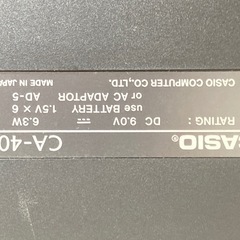 CASIO® CA-40
RATING : DC 9.0V 6.3W
use BATTERY 1.5V × 6
or AC ADAPTOR AD-5
CASIO COMPUTER CO.,LTD. MADE IN JAPA